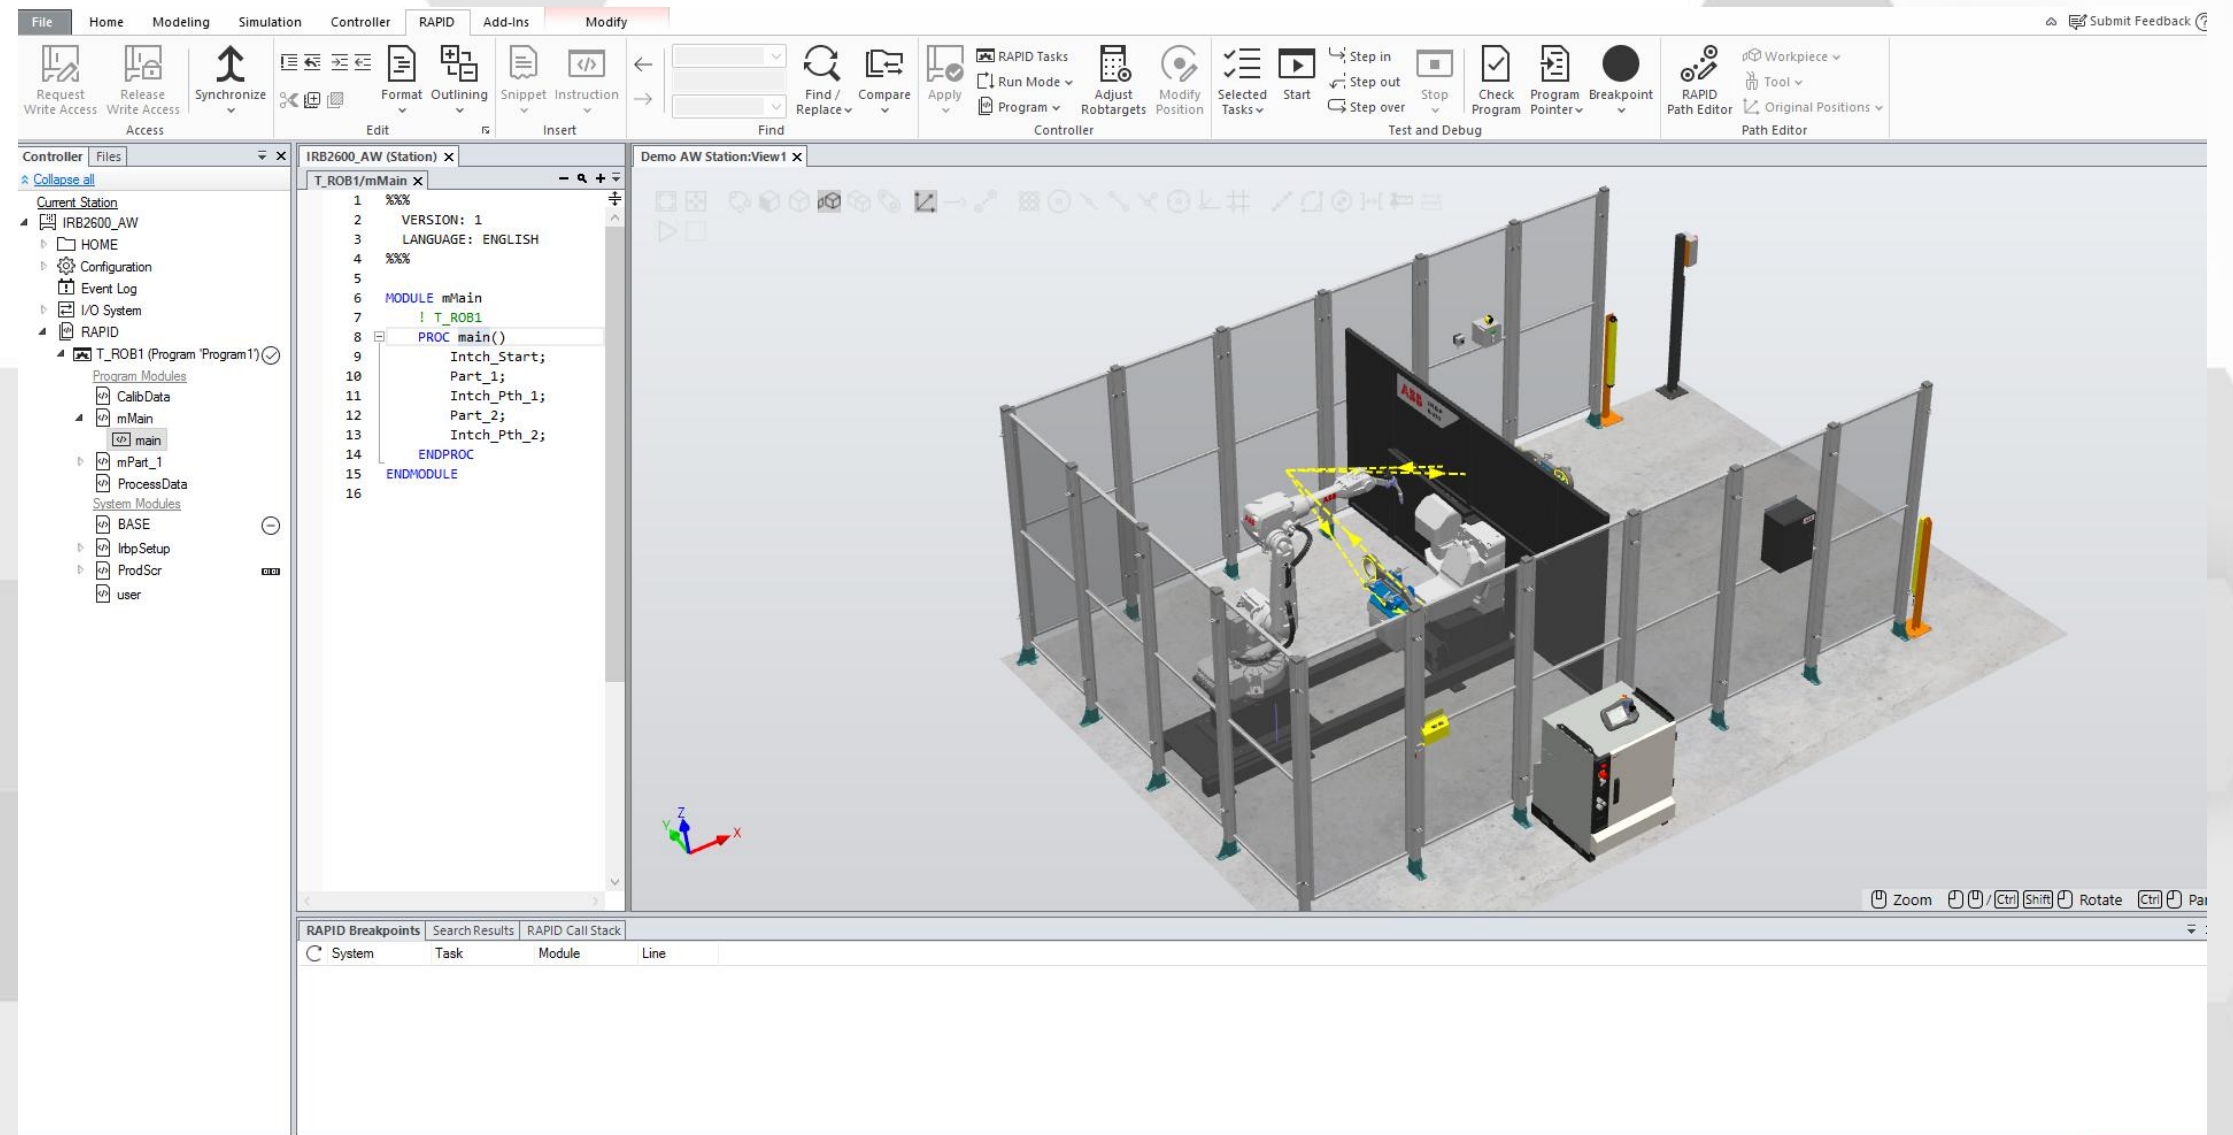 File Home Modeling Simulation Controller RAPID Add-Ins Modify
Submit Feedback
Request Write Access
Release Write Access
Access
Synchronize
Format
Outlining
Edit
Snippet
Instruction
Insert
Find / Replace
Compare
Find
Apply
RAPID Tasks
Run Mode
Program
Adjust Robtargets
Modify Position
Controller
Selected Tasks
Start
Step in
Step out
Step over
Stop
Check Program
Program Pointer
Breakpoint
Test and Debug
RAPID Path Editor
Workpiece
Tool
Original Positions
Path Editor
Controller Files
Collapse all
Current Station
IRB2600_AW
HOME
Configuration
Event Log
I/O System
RAPID
T_ROB1 (Program 'Program1')
Program Modules
CalibData
mMain
main
mPart_1
ProcessData
System Modules
BASE
IrbpSetup
ProdScr
user
IRB2600_AW (Station)
T_ROB1/mMain
1 %%%
2 VERSION: 1
3 LANGUAGE: ENGLISH
4 %%%
5
6 MODULE mMain
7 ! T_ROB1
8 PROC main()
9 Intch_Start;
10 Part_1;
11 Intch_Pth_1;
12 Part_2;
13 Intch_Pth_2;
14 ENDPROC
15 ENDMODULE
16
Demo AW Station:View1
ABB
Z
Y
X
Zoom / Ctrl Shift Rotate Ctrl Pa
RAPID Breakpoints Search Results RAPID Call Stack
System Task Module Line